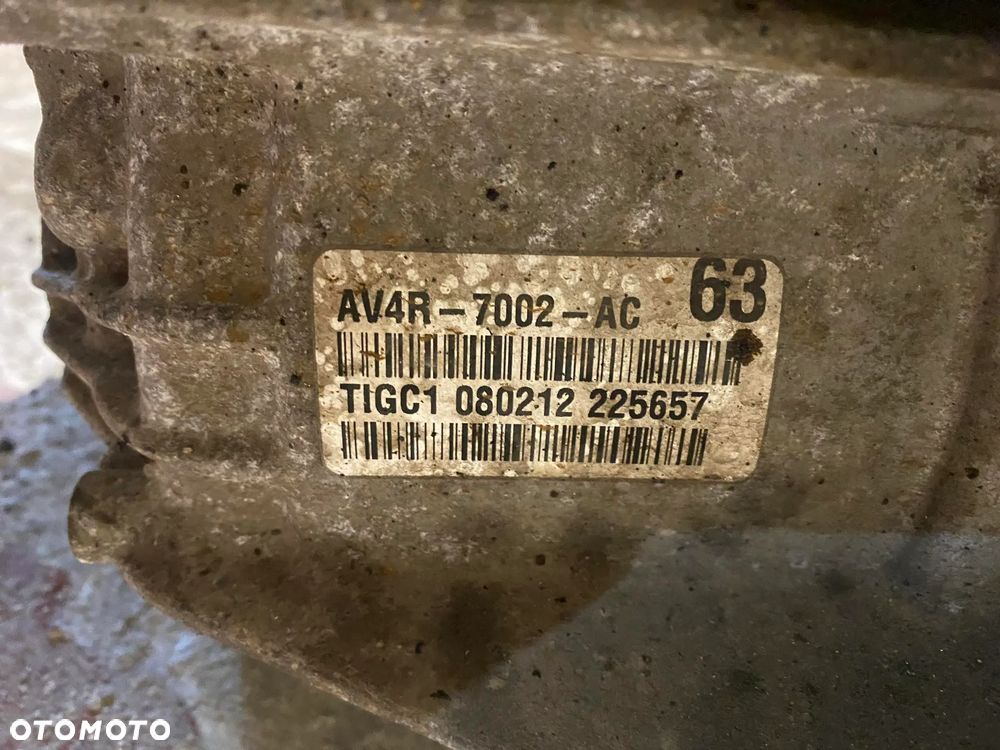 AV4R-7002-AC 63
TIGC1 080212 225657
OTOMOTO